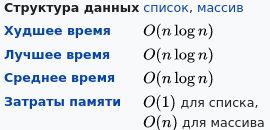 Структура данных список, массив
Худшее время O(n log n)
Лучшее время O(n log n)
Среднее время O(n log n)
Затраты памяти O(1) для списка,
O(n) для массива